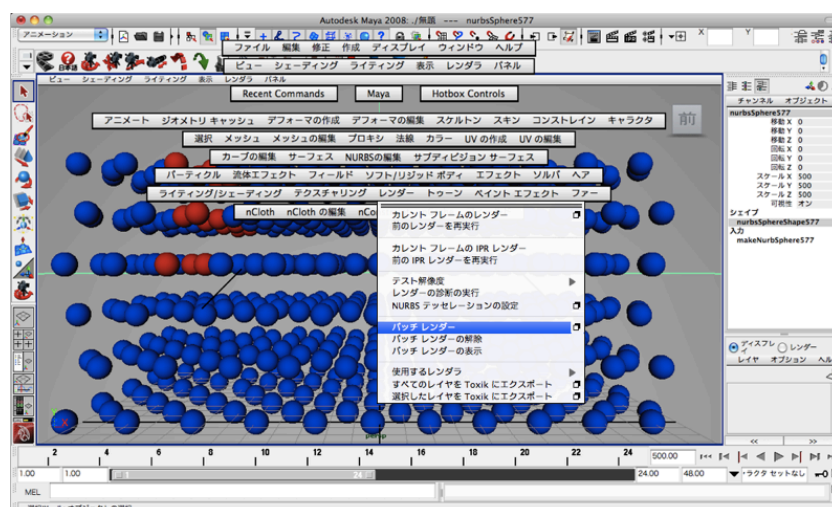 Autodesk Maya 2008: ./無題 --- nurbsSphere577
アニメーション
X Y
ファイル 編集 修正 作成 ディスプレイ ウィンドウ ヘルプ
ビュー シェーディング ライティング 表示 レンダラ パネル
ビュー シェーディング ライティング 表示 レンダラ パネル
Recent Commands Maya Hotbox Controls
アニメート ジオメトリ キャッシュ デフォーマの作成 デフォーマの編集 スケルトン スキン コンストレイン キャラクタ
前
選択 メッシュ メッシュの編集 プロキシ 法線 カラー UV の作成 UV の編集
カーブの編集 サーフェス NURBSの編集 サブディビジョン サーフェス
パーティクル 流体エフェクト フィールド ソフト/リジッド ボディ エフェクト ソルバ ヘア
ライティング/シェーディング テクスチャリング レンダー トゥーン ペイント エフェクト ファー
nCloth nCloth の編集 nCo
カレント フレームのレンダー
前のレンダーを再実行
カレント フレームの IPR レンダー
前の IPR レンダーを再実行
テスト解像度
レンダーの診断の実行
NURBS テッセレーションの設定
バッチ レンダー
バッチ レンダーの解除
バッチ レンダーの表示
使用するレンダラ
すべてのレイヤを Toxik にエクスポート
選択したレイヤを Toxik にエクスポート
persp
チャンネル オブジェクト
nurbsSphere577
移動 X 0
移動 Y 0
移動 Z 0
回転 X 0
回転 Y 0
回転 Z 0
スケール X 500
スケール Y 500
スケール Z 500
可視性 オン
シェイプ
nurbsSphereShape577
入力
makeNurbSphere577
ディスプレイ レンダー
レイヤ オプション ヘル
<< >>
2 4 6 8 10 12 14 16 18 20 22 24
500.00
1.00 1.00 24 24.00 48.00 ラクタ セットなし
MEL